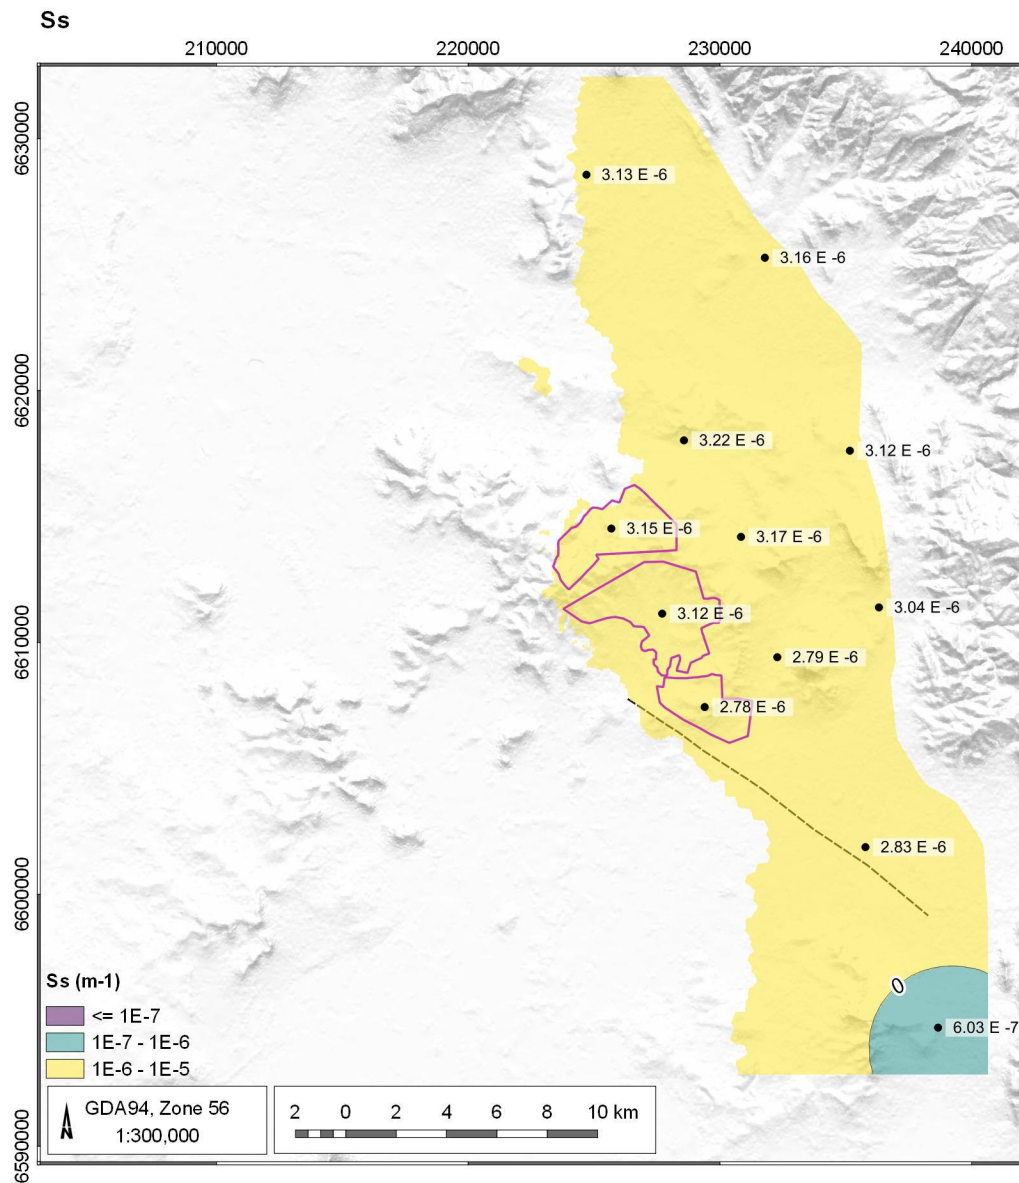 Ss
210000
220000
230000
240000
6630000
3.13 E -6
3.16 E -6
6620000
3.22 E -6
3.12 E -6
3.15 E -6
3.17 E -6
3.12 E -6
3.04 E -6
6610000
2.79 E -6
2.78 E -6
2.83 E -6
6600000
0
6.03 E -7
Ss (m-1)
<= 1E-7
1E-7 - 1E-6
1E-6 - 1E-5
N
GDA94, Zone 56
1:300,000
2 0 2 4 6 8 10 km
6590000